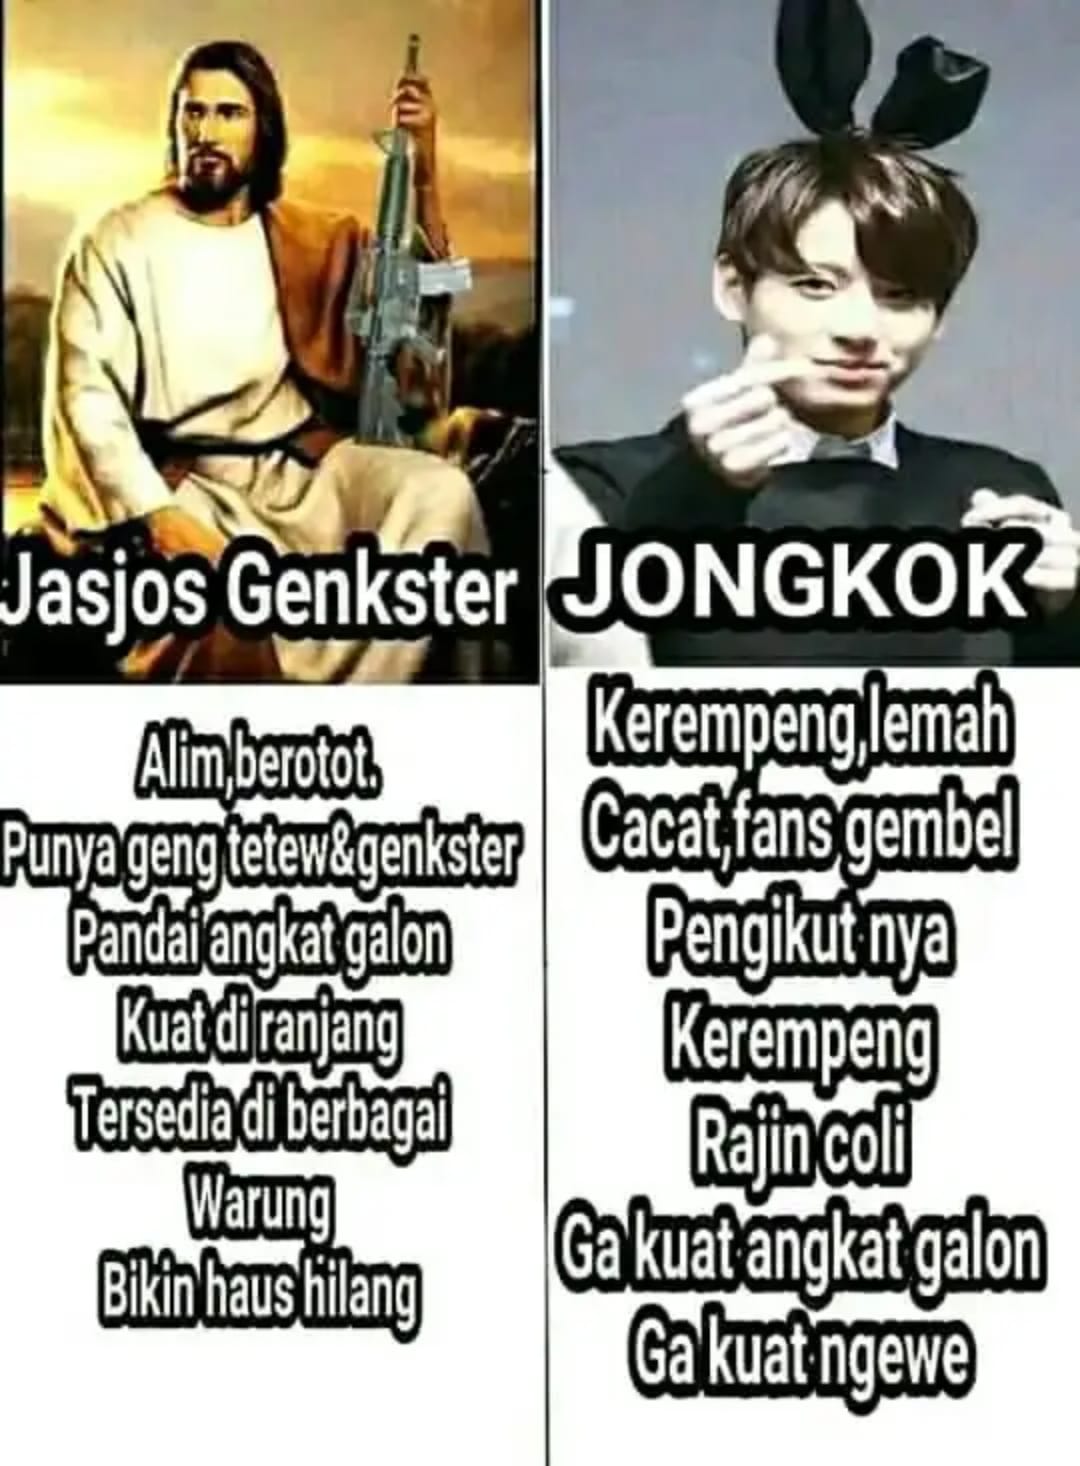 Jasjos Genkster
Alim,berotot.
Punya geng tetew&genkster
Pandai angkat galon
Kuat di ranjang
Tersedia di berbagai
Warung
Bikin haus hilang
JONGKOK
Kerempeng,lemah
Cacat,fans gembel
Pengikut nya
Kerempeng
Rajin coli
Ga kuat angkat galon
Ga kuat ngewe